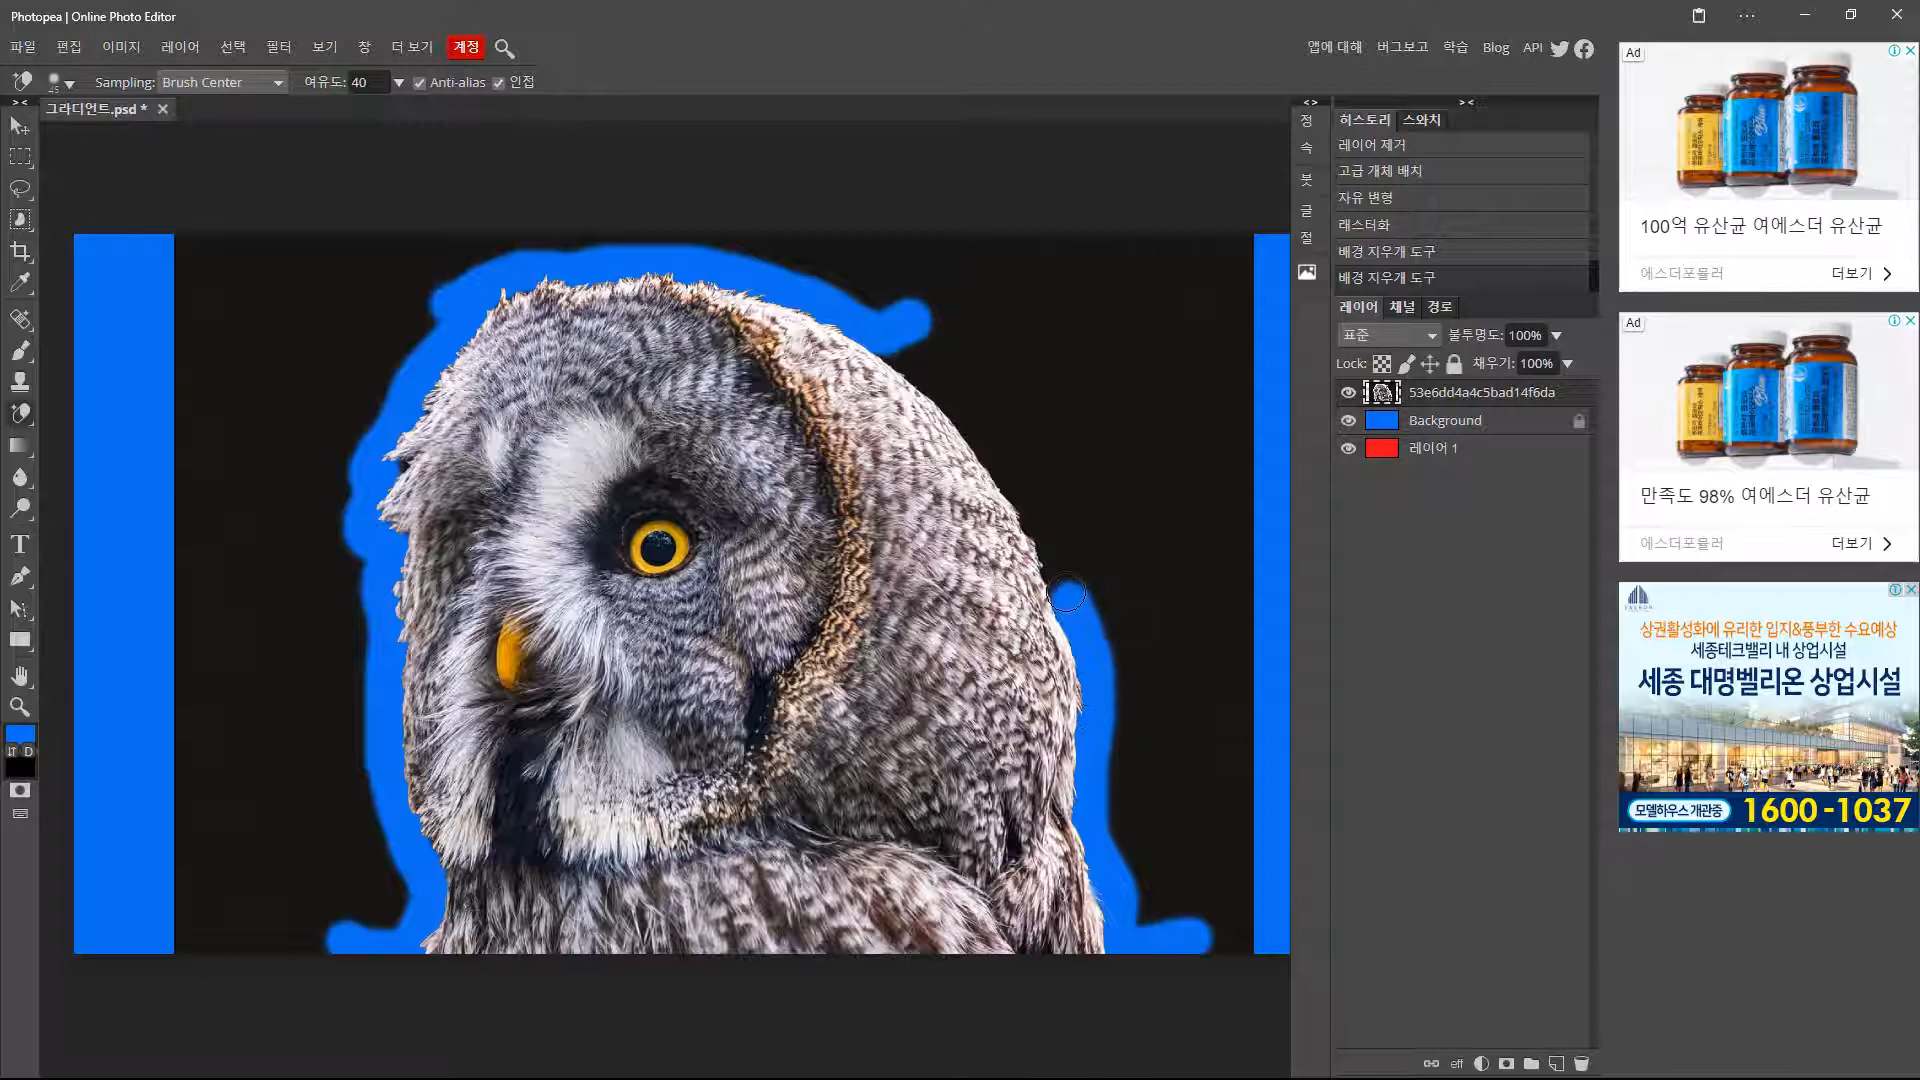 Photopea | Online Photo Editor
파일 편집 이미지 레이어 선택 필터 보기 창 더 보기 계정
앱에 대해 버그보고 학습 Blog API
45 Sampling: Brush Center 여유도: 40 Anti-alias 인접
그라디언트.psd *
정
속
붓
글
절
히스토리 스와치
레이어 제거
고급 개체 배치
자유 변형
래스터화
배경 지우개 도구
배경 지우개 도구
레이어 채널 경로
표준 불투명도: 100%
Lock: 채우기: 100%
53e6dd4a4c5bad14f6da
Background
레이어 1
eff
D
Ad
Blue
100억 유산균 여에스더 유산균
에스더포뮬러 더보기
Ad
Blue
만족도 98% 여에스더 유산균
에스더포뮬러 더보기
상권활성화에 유리한 입지&풍부한 수요예상
세종테크밸리 내 상업시설
세종 대명벨리온 상업시설
모델하우스 개관중 1600-1037